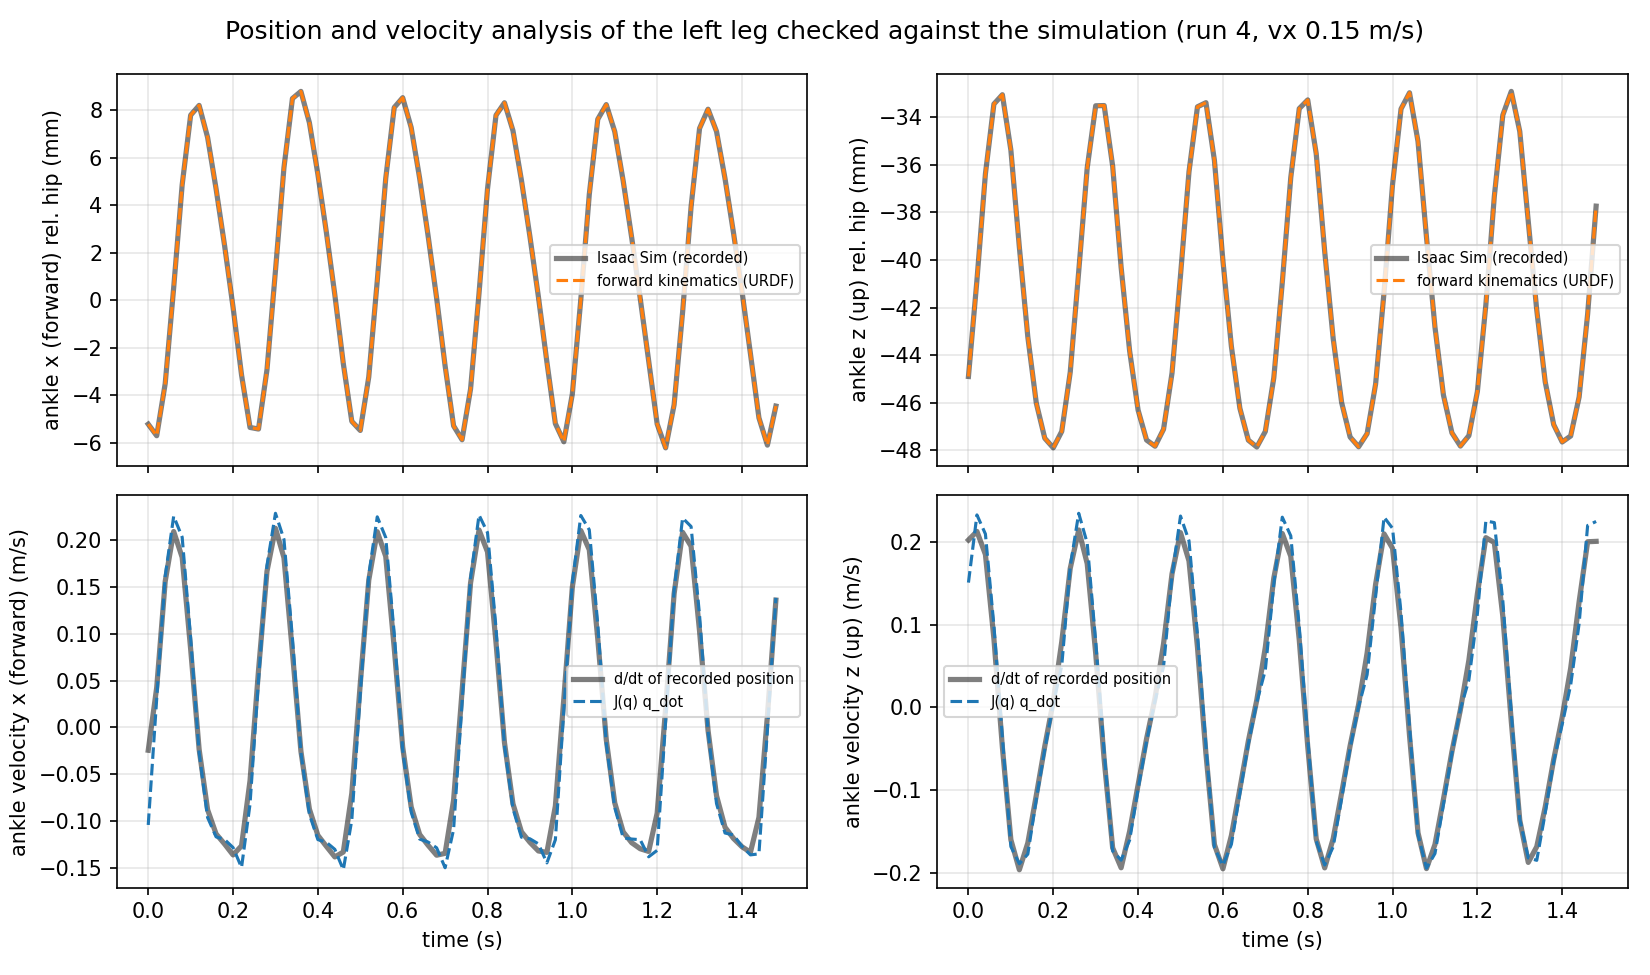 Position and velocity analysis of the left leg checked against the simulation (run 4, vx 0.15 m/s)
ankle x (forward) rel. hip (mm)
8
6
4
2
0
−2
−4
−6
Isaac Sim (recorded)
forward kinematics (URDF)
ankle z (up) rel. hip (mm)
−34
−36
−38
−40
−42
−44
−46
−48
Isaac Sim (recorded)
forward kinematics (URDF)
ankle velocity x (forward) (m/s)
0.20
0.15
0.10
0.05
0.00
−0.05
−0.10
−0.15
d/dt of recorded position
J(q) q_dot
0.0 0.2 0.4 0.6 0.8 1.0 1.2 1.4
time (s)
ankle velocity z (up) (m/s)
0.2
0.1
0.0
−0.1
−0.2
d/dt of recorded position
J(q) q_dot
0.0 0.2 0.4 0.6 0.8 1.0 1.2 1.4
time (s)